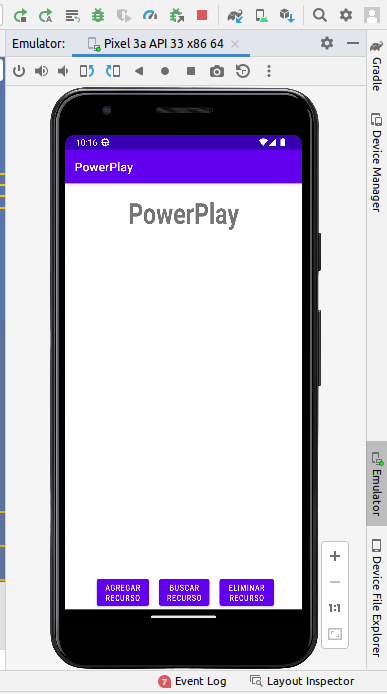 Emulator: Pixel 3a API 33 x86 64
10:16
PowerPlay
PowerPlay
AGREGAR RECURSO
BUSCAR RECURSO
ELIMINAR RECURSO
1:1
Gradle
Device Manager
Emulator
Device File Explorer
7 Event Log
Layout Inspector